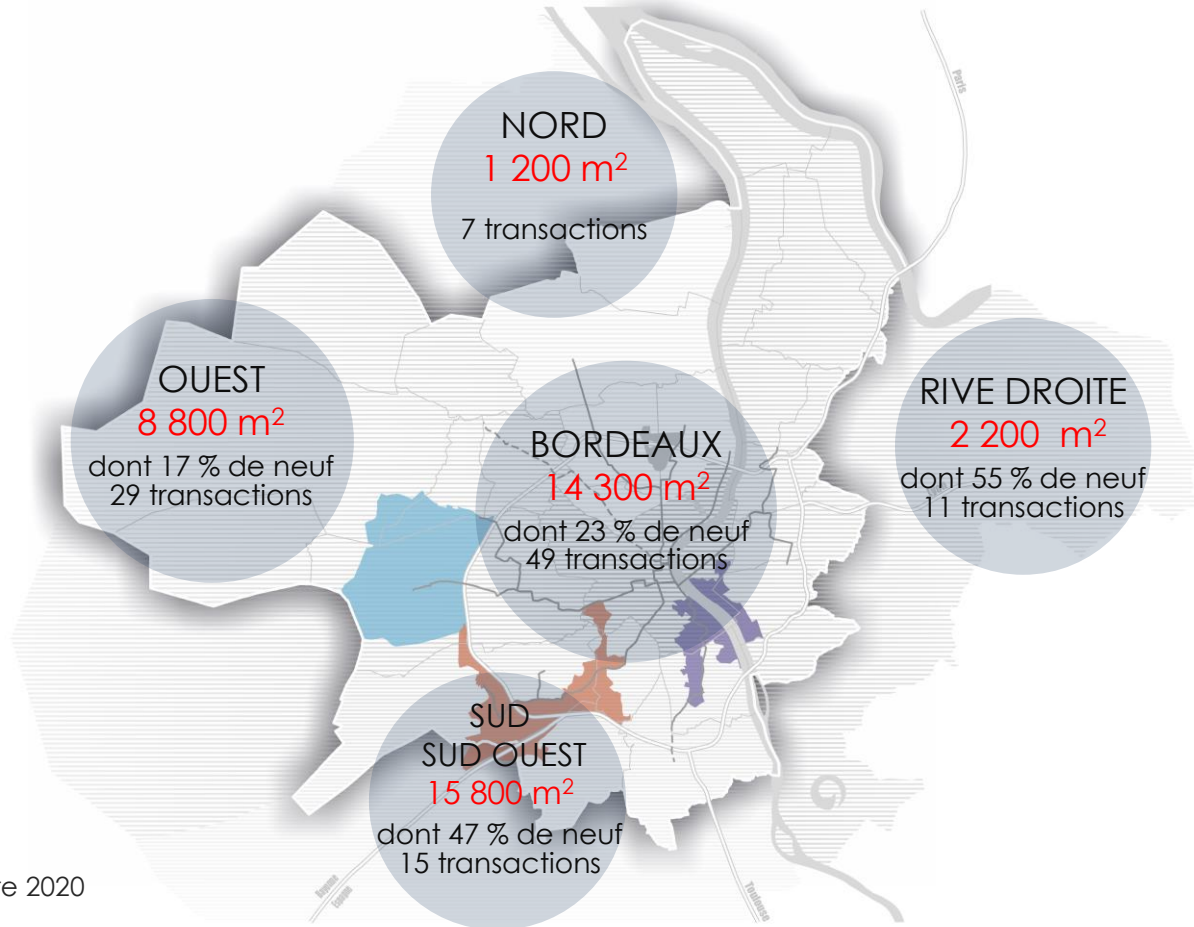 Paris
NORD
1 200 m²
7 transactions
OUEST
8 800 m²
dont 17 % de neuf
29 transactions
BORDEAUX
14 300 m²
dont 23 % de neuf
49 transactions
RIVE DROITE
2 200 m²
dont 55 % de neuf
11 transactions
SUD
SUD OUEST
15 800 m²
dont 47 % de neuf
15 transactions
2020
Toulouse